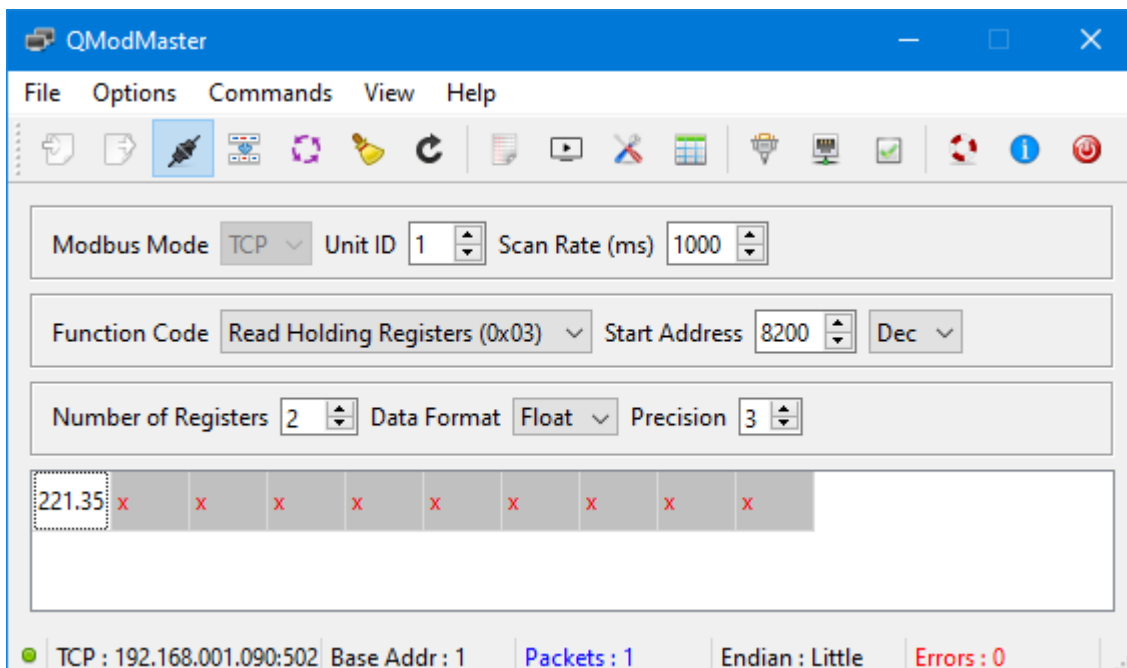 QModMaster
File Options Commands View Help
Modbus Mode TCP Unit ID 1 Scan Rate (ms) 1000
Function Code Read Holding Registers (0x03) Start Address 8200 Dec
Number of Registers 2 Data Format Float Precision 3
221.35 x x x x x x x x x
TCP : 192.168.001.090:502 Base Addr : 1 Packets : 1 Endian : Little Errors : 0